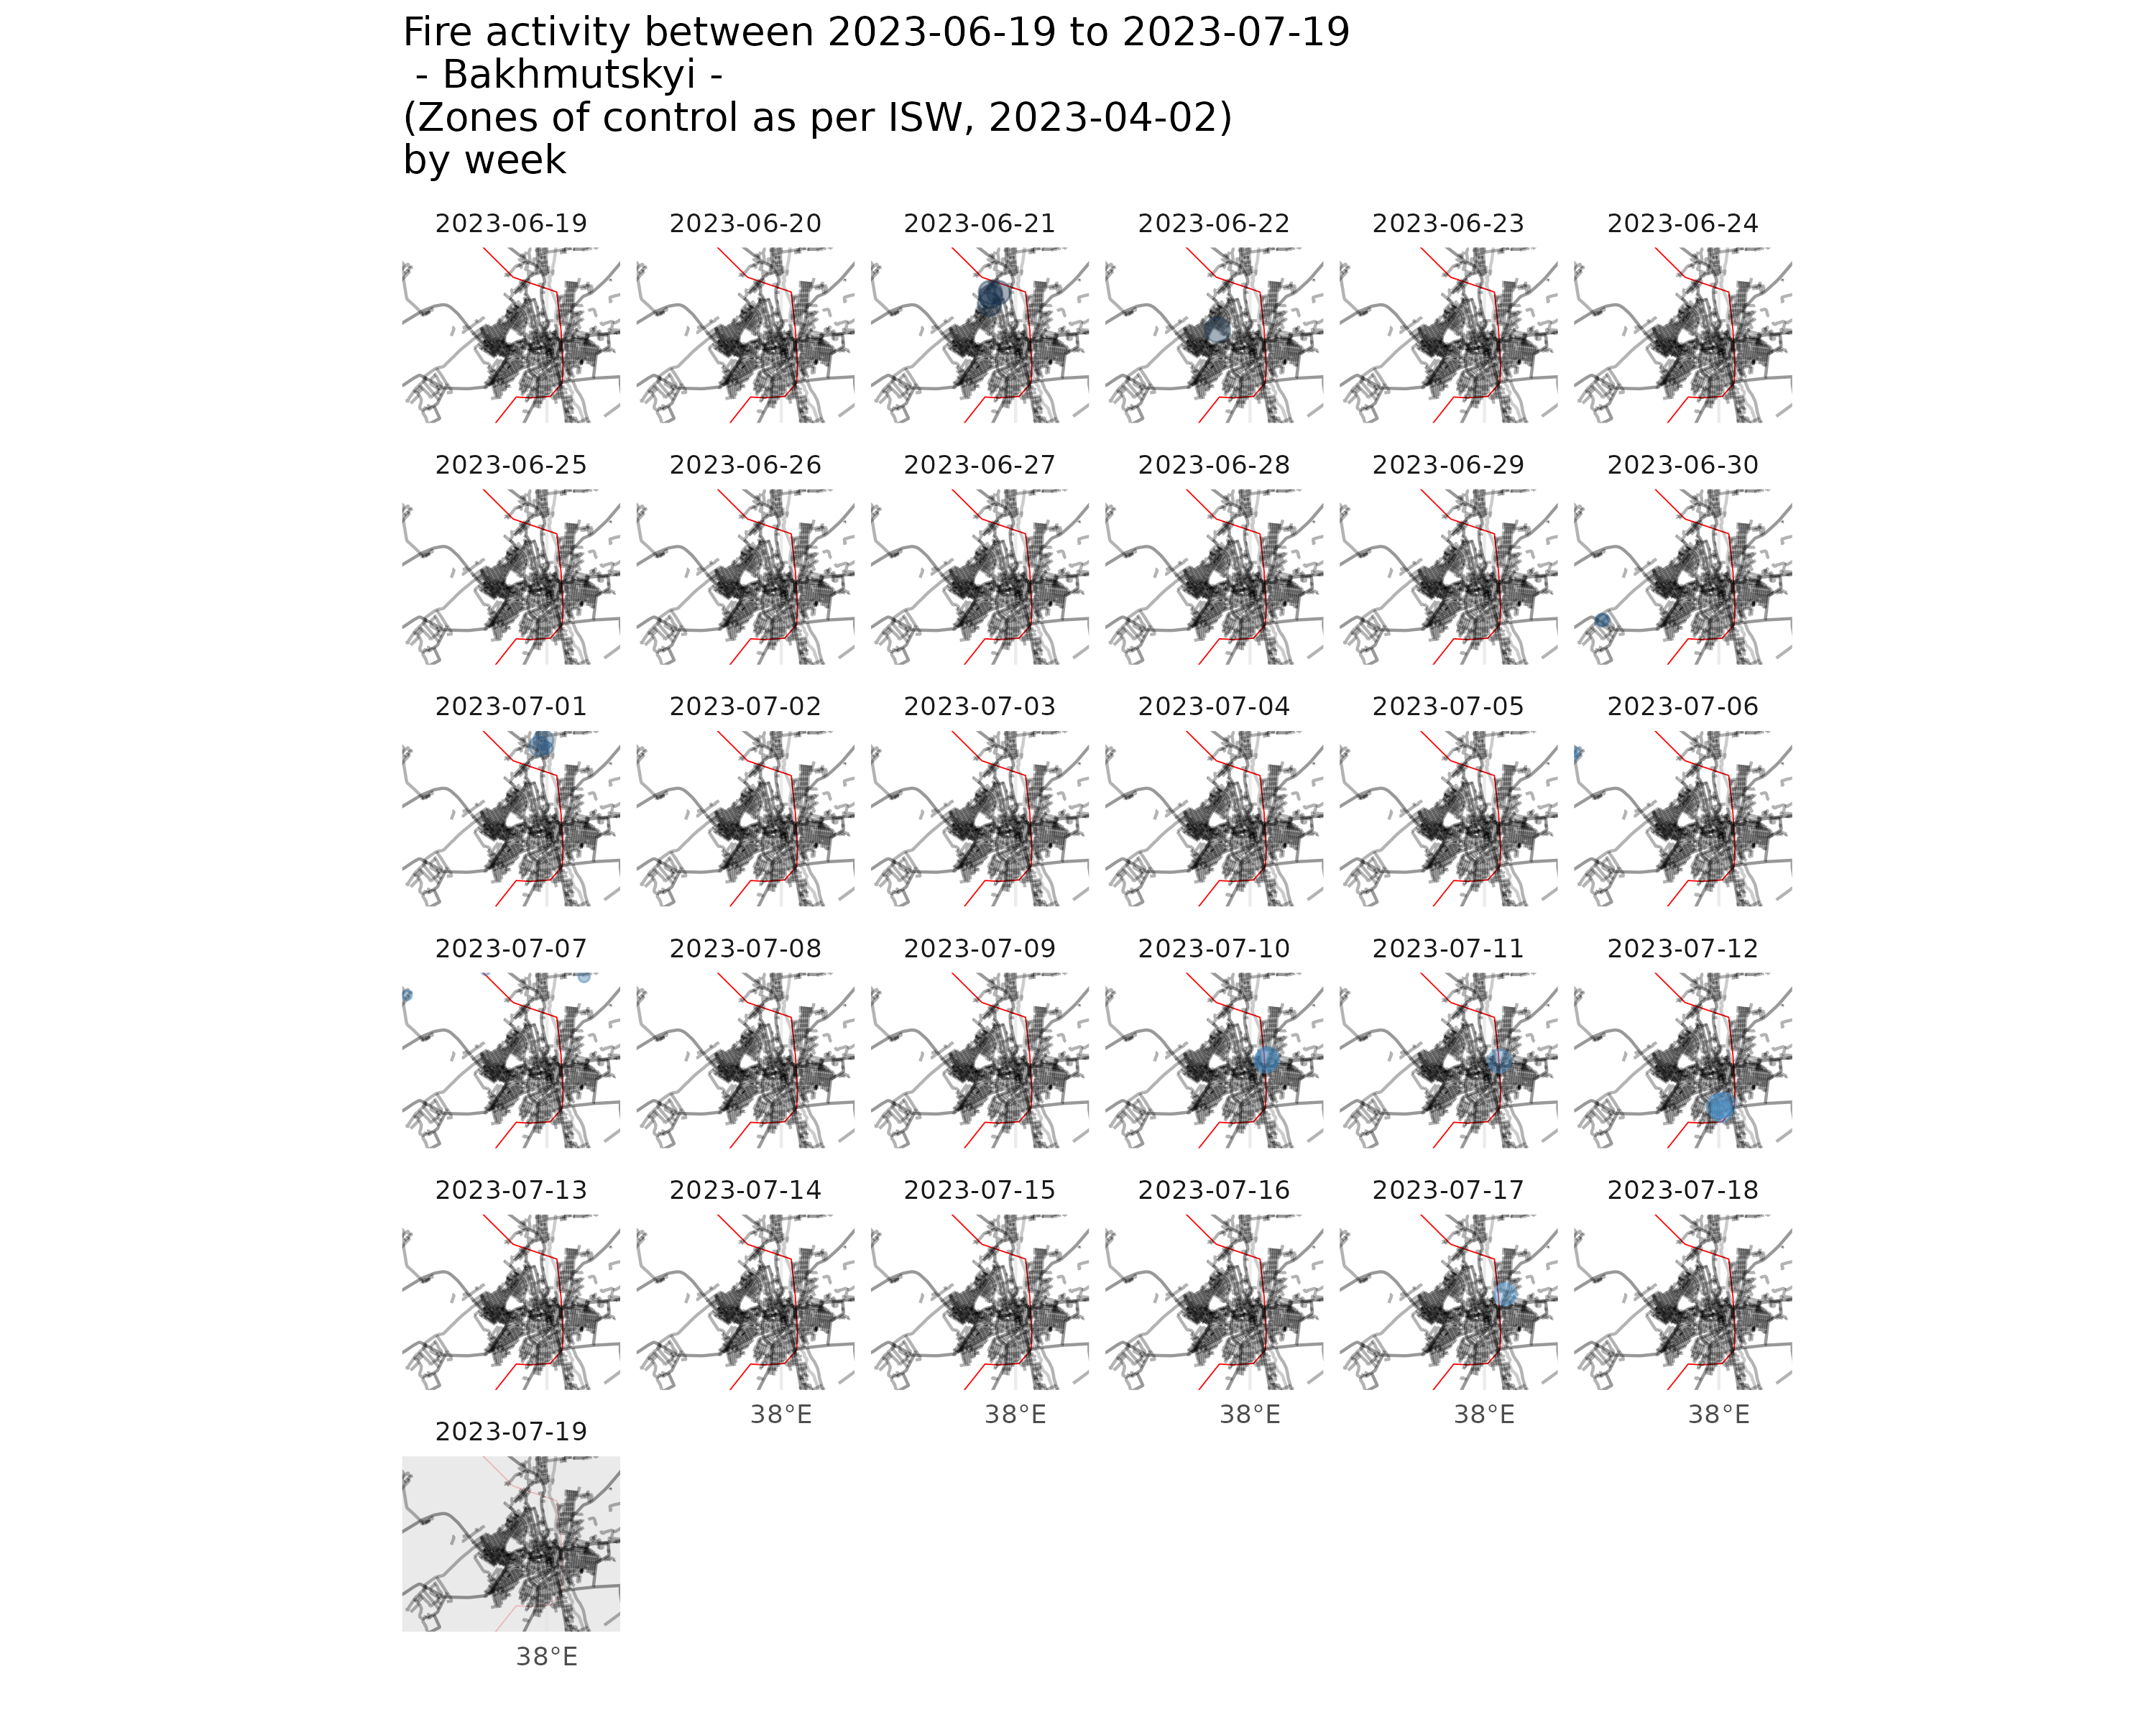 Fire activity between 2023-06-19 to 2023-07-19
- Bakhmutskyi -
(Zones of control as per ISW, 2023-04-02)
by week
2023-06-19 2023-06-20 2023-06-21 2023-06-22 2023-06-23 2023-06-24
2023-06-25 2023-06-26 2023-06-27 2023-06-28 2023-06-29 2023-06-30
2023-07-01 2023-07-02 2023-07-03 2023-07-04 2023-07-05 2023-07-06
2023-07-07 2023-07-08 2023-07-09 2023-07-10 2023-07-11 2023-07-12
2023-07-13 2023-07-14 2023-07-15 2023-07-16 2023-07-17 2023-07-18
38°E 38°E 38°E 38°E 38°E
2023-07-19
38°E